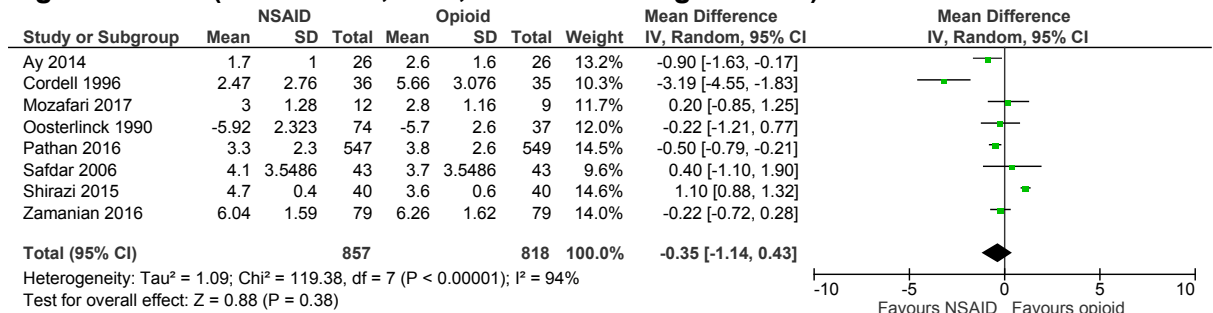 NSAID Opioid Mean Difference Mean Difference
Study or Subgroup Mean SD Total Mean SD Total Weight IV, Random, 95% CI IV, Random, 95% CI
Ay 2014 1.7 1 26 2.6 1.6 26 13.2% -0.90 [-1.63, -0.17]
Cordell 1996 2.47 2.76 36 5.66 3.076 35 10.3% -3.19 [-4.55, -1.83]
Mozafari 2017 3 1.28 12 2.8 1.16 9 11.7% 0.20 [-0.85, 1.25]
Oosterlinck 1990 -5.92 2.323 74 -5.7 2.6 37 12.0% -0.22 [-1.21, 0.77]
Pathan 2016 3.3 2.3 547 3.8 2.6 549 14.5% -0.50 [-0.79, -0.21]
Safdar 2006 4.1 3.5486 43 3.7 3.5486 43 9.6% 0.40 [-1.10, 1.90]
Shirazi 2015 4.7 0.4 40 3.6 0.6 40 14.6% 1.10 [0.88, 1.32]
Zamanian 2016 6.04 1.59 79 6.26 1.62 79 14.0% -0.22 [-0.72, 0.28]
Total (95% CI) 857 818 100.0% -0.35 [-1.14, 0.43]
Heterogeneity: Tau² = 1.09; Chi² = 119.38, df = 7 (P < 0.00001); I² = 94%
Test for overall effect: Z = 0.88 (P = 0.38)
-10 -5 0 5 10
Favours NSAID Favours opioid